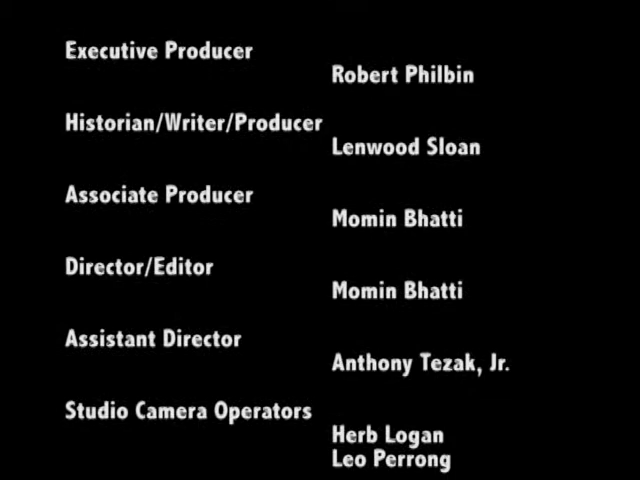 Executive Producer
Robert Philbin
Historian/Writer/Producer
Lenwood Sloan
Associate Producer
Momin Bhatti
Director/Editor
Momin Bhatti
Assistant Director
Anthony Tezak, Jr.
Studio Camera Operators
Herb Logan
Leo Perrong